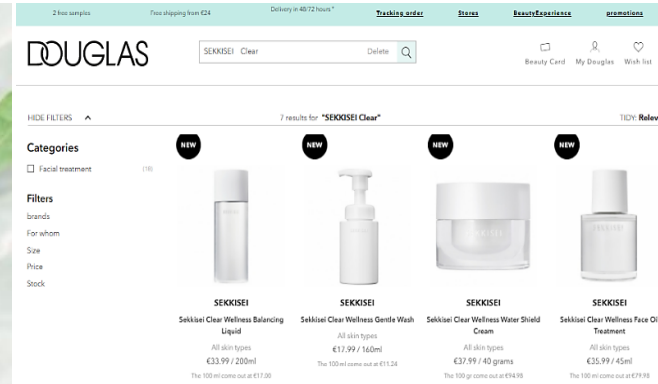 2 free samples
Free shipping from €24
Delivery in 48/72 hours *
Tracking order
Stores
BeautyExperience
promotions
DOUGLAS
SEKKISEI Clear
Delete
Beauty Card
My Douglas
Wish list
HIDE FILTERS
7 results for "SEKKISEI Clear"
TIDY: Relev
Categories
Facial treatment
(18)
Filters
brands
For whom
Size
Price
Stock
NEW
NEW
NEW
NEW
SEKKISEI
Sekkisei Clear Wellness Balancing
Liquid
All skin types
€33.99 / 200ml
The 100 ml come out at €17.00
SEKKISEI
Sekkisei Clear Wellness Gentle Wash
All skin types
€17.99 / 160ml
The 100 ml come out at €11.24
SEKKISEI
Sekkisei Clear Wellness Water Shield
Cream
All skin types
€37.99 / 40 grams
The 100 gr come out at €94.98
SEKKISEI
Sekkisei Clear Wellness Face Oil
Treatment
All skin types
€35.99 / 45ml
The 100 ml come out at €79.98